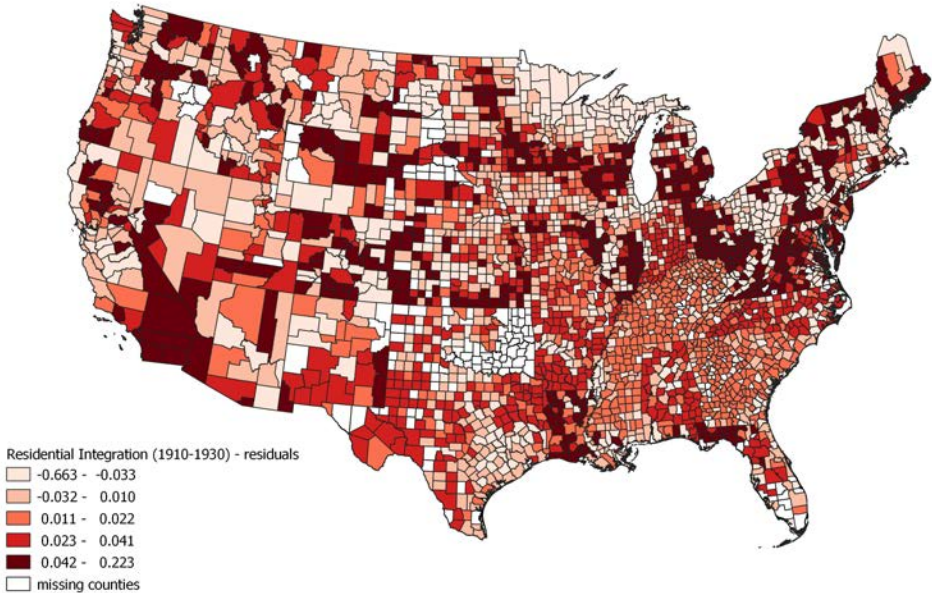 Residential Integration (1910-1930) - residuals
-0.663 - -0.033
-0.032 - 0.010
0.011 - 0.022
0.023 - 0.041
0.042 - 0.223
missing counties